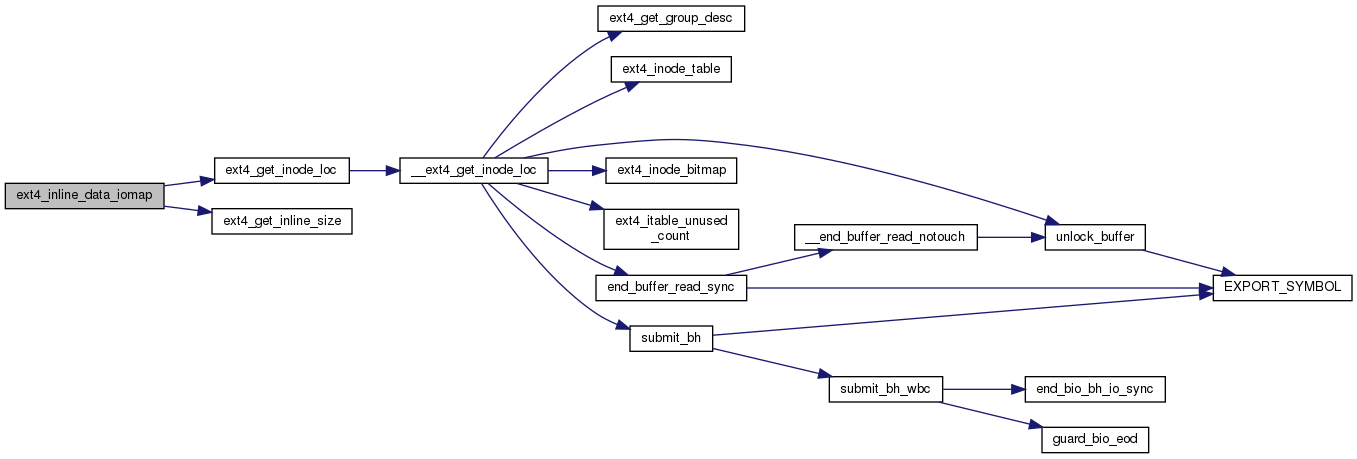 ext4_get_group_desc
ext4_inode_table
ext4_get_inode_loc
__ext4_get_inode_loc
ext4_inode_bitmap
ext4_inline_data_iomap
ext4_get_inline_size
ext4_itable_unused
_count
__end_buffer_read_notouch
unlock_buffer
end_buffer_read_sync
EXPORT_SYMBOL
submit_bh
submit_bh_wbc
end_bio_bh_io_sync
guard_bio_eod